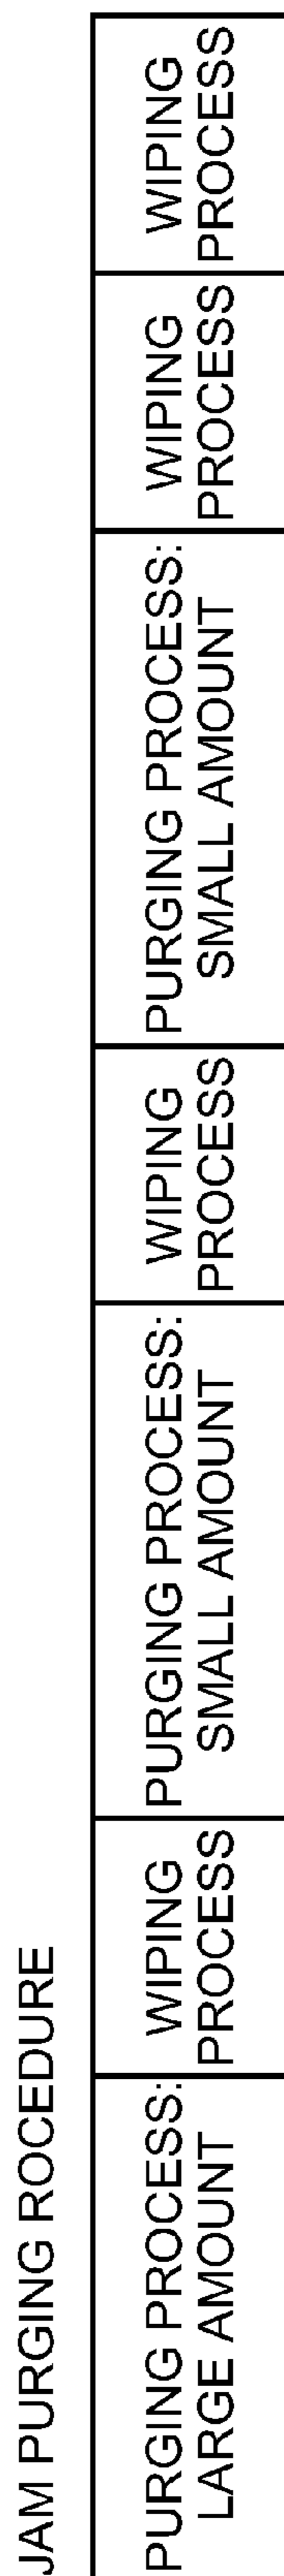 JAM PURGING ROCEDURE
PURGING PROCESS:
LARGE AMOUNT
WIPING
PROCESS
PURGING PROCESS:
SMALL AMOUNT
WIPING
PROCESS
PURGING PROCESS:
SMALL AMOUNT
WIPING
PROCESS
WIPING
PROCESS